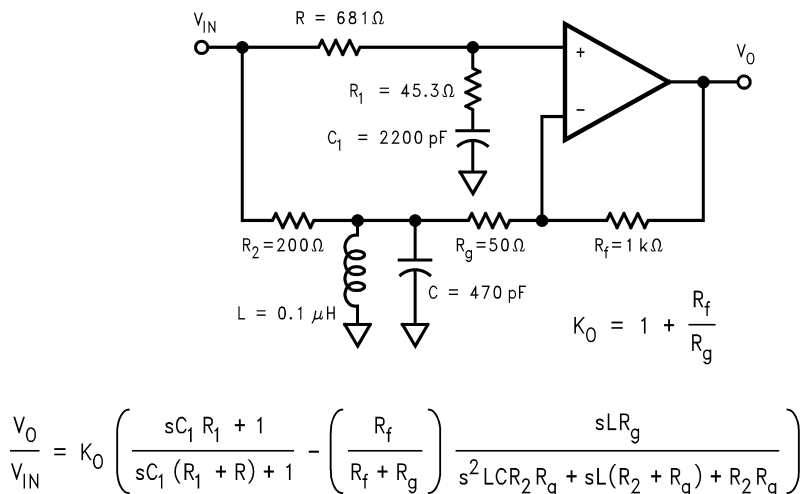 V_IN
R = 681Ω
R_1 = 45.3Ω
C_1 = 2200 pF
+
−
V_O
R_2=200Ω
R_g=50Ω
R_f=1 kΩ
L = 0.1 μH
C = 470 pF
K_O = 1 + R_f / R_g
V_O / V_IN = K_O ( (sC_1 R_1 + 1) / (sC_1 (R_1 + R) + 1) − ( R_f / (R_f + R_g) ) sLR_g / (s^2 LCR_2 R_g + sL(R_2 + R_g) + R_2 R_g) )